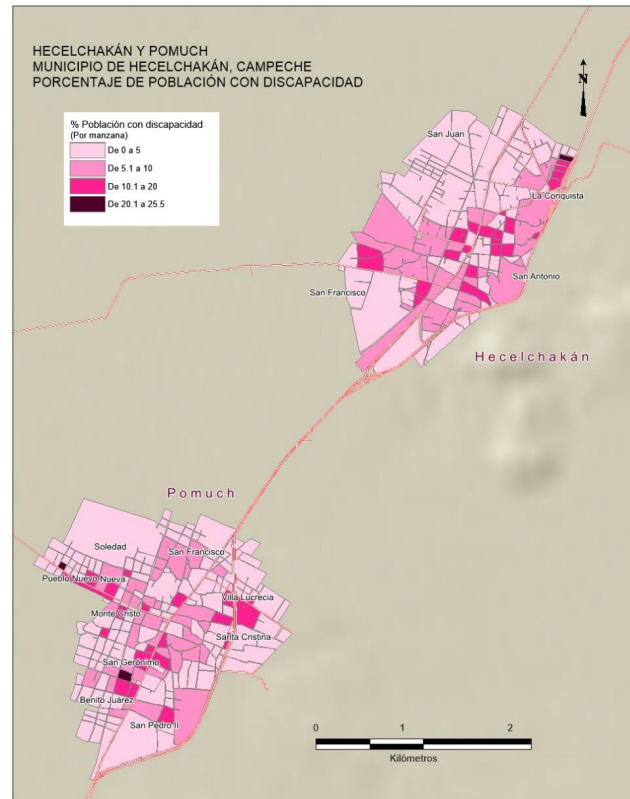 HECELCHAKÁN Y POMUCH
MUNICIPIO DE HECELCHAKÁN, CAMPECHE
PORCENTAJE DE POBLACIÓN CON DISCAPACIDAD
N
% Población con discapacidad
(Por manzana)
De 0 a 5
De 5.1 a 10
De 10.1 a 20
De 20.1 a 25.5
San Juan
La Conquista
San Antonio
San Francisco
Hecelchakán
Pomuch
Soledad
San Francisco
Pueblo Nuevo Nueva
Villa Lucrecia
Monte Cristo
Santa Cristina
San Gerónimo
Benito Juárez
San Pedro II
0 1 2
Kilómetros